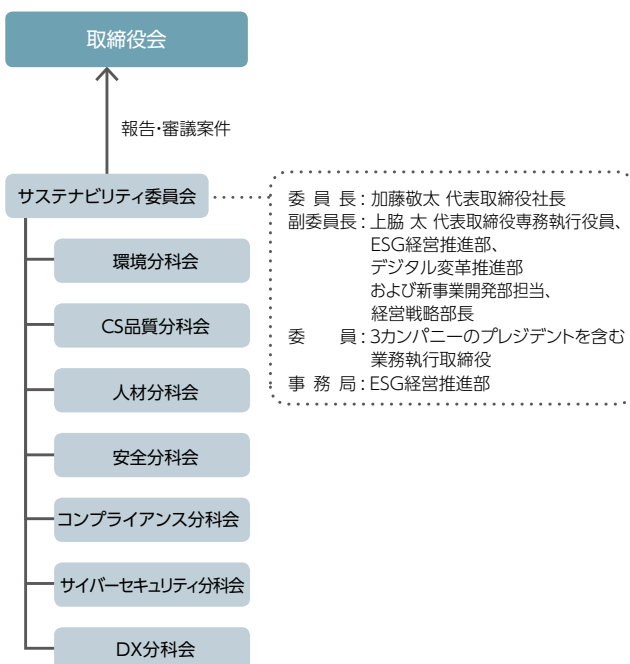 取締役会
報告・審議案件
サステナビリティ委員会
委員長：加藤敬太 代表取締役社長
副委員長：上脇 太 代表取締役専務執行役員、
ESG経営推進部、
デジタル変革推進部
および新事業開発部担当、
経営戦略部長
委員：3カンパニーのプレジデントを含む
業務執行取締役
事務局：ESG経営推進部
環境分科会
CS品質分科会
人材分科会
安全分科会
コンプライアンス分科会
サイバーセキュリティ分科会
DX分科会